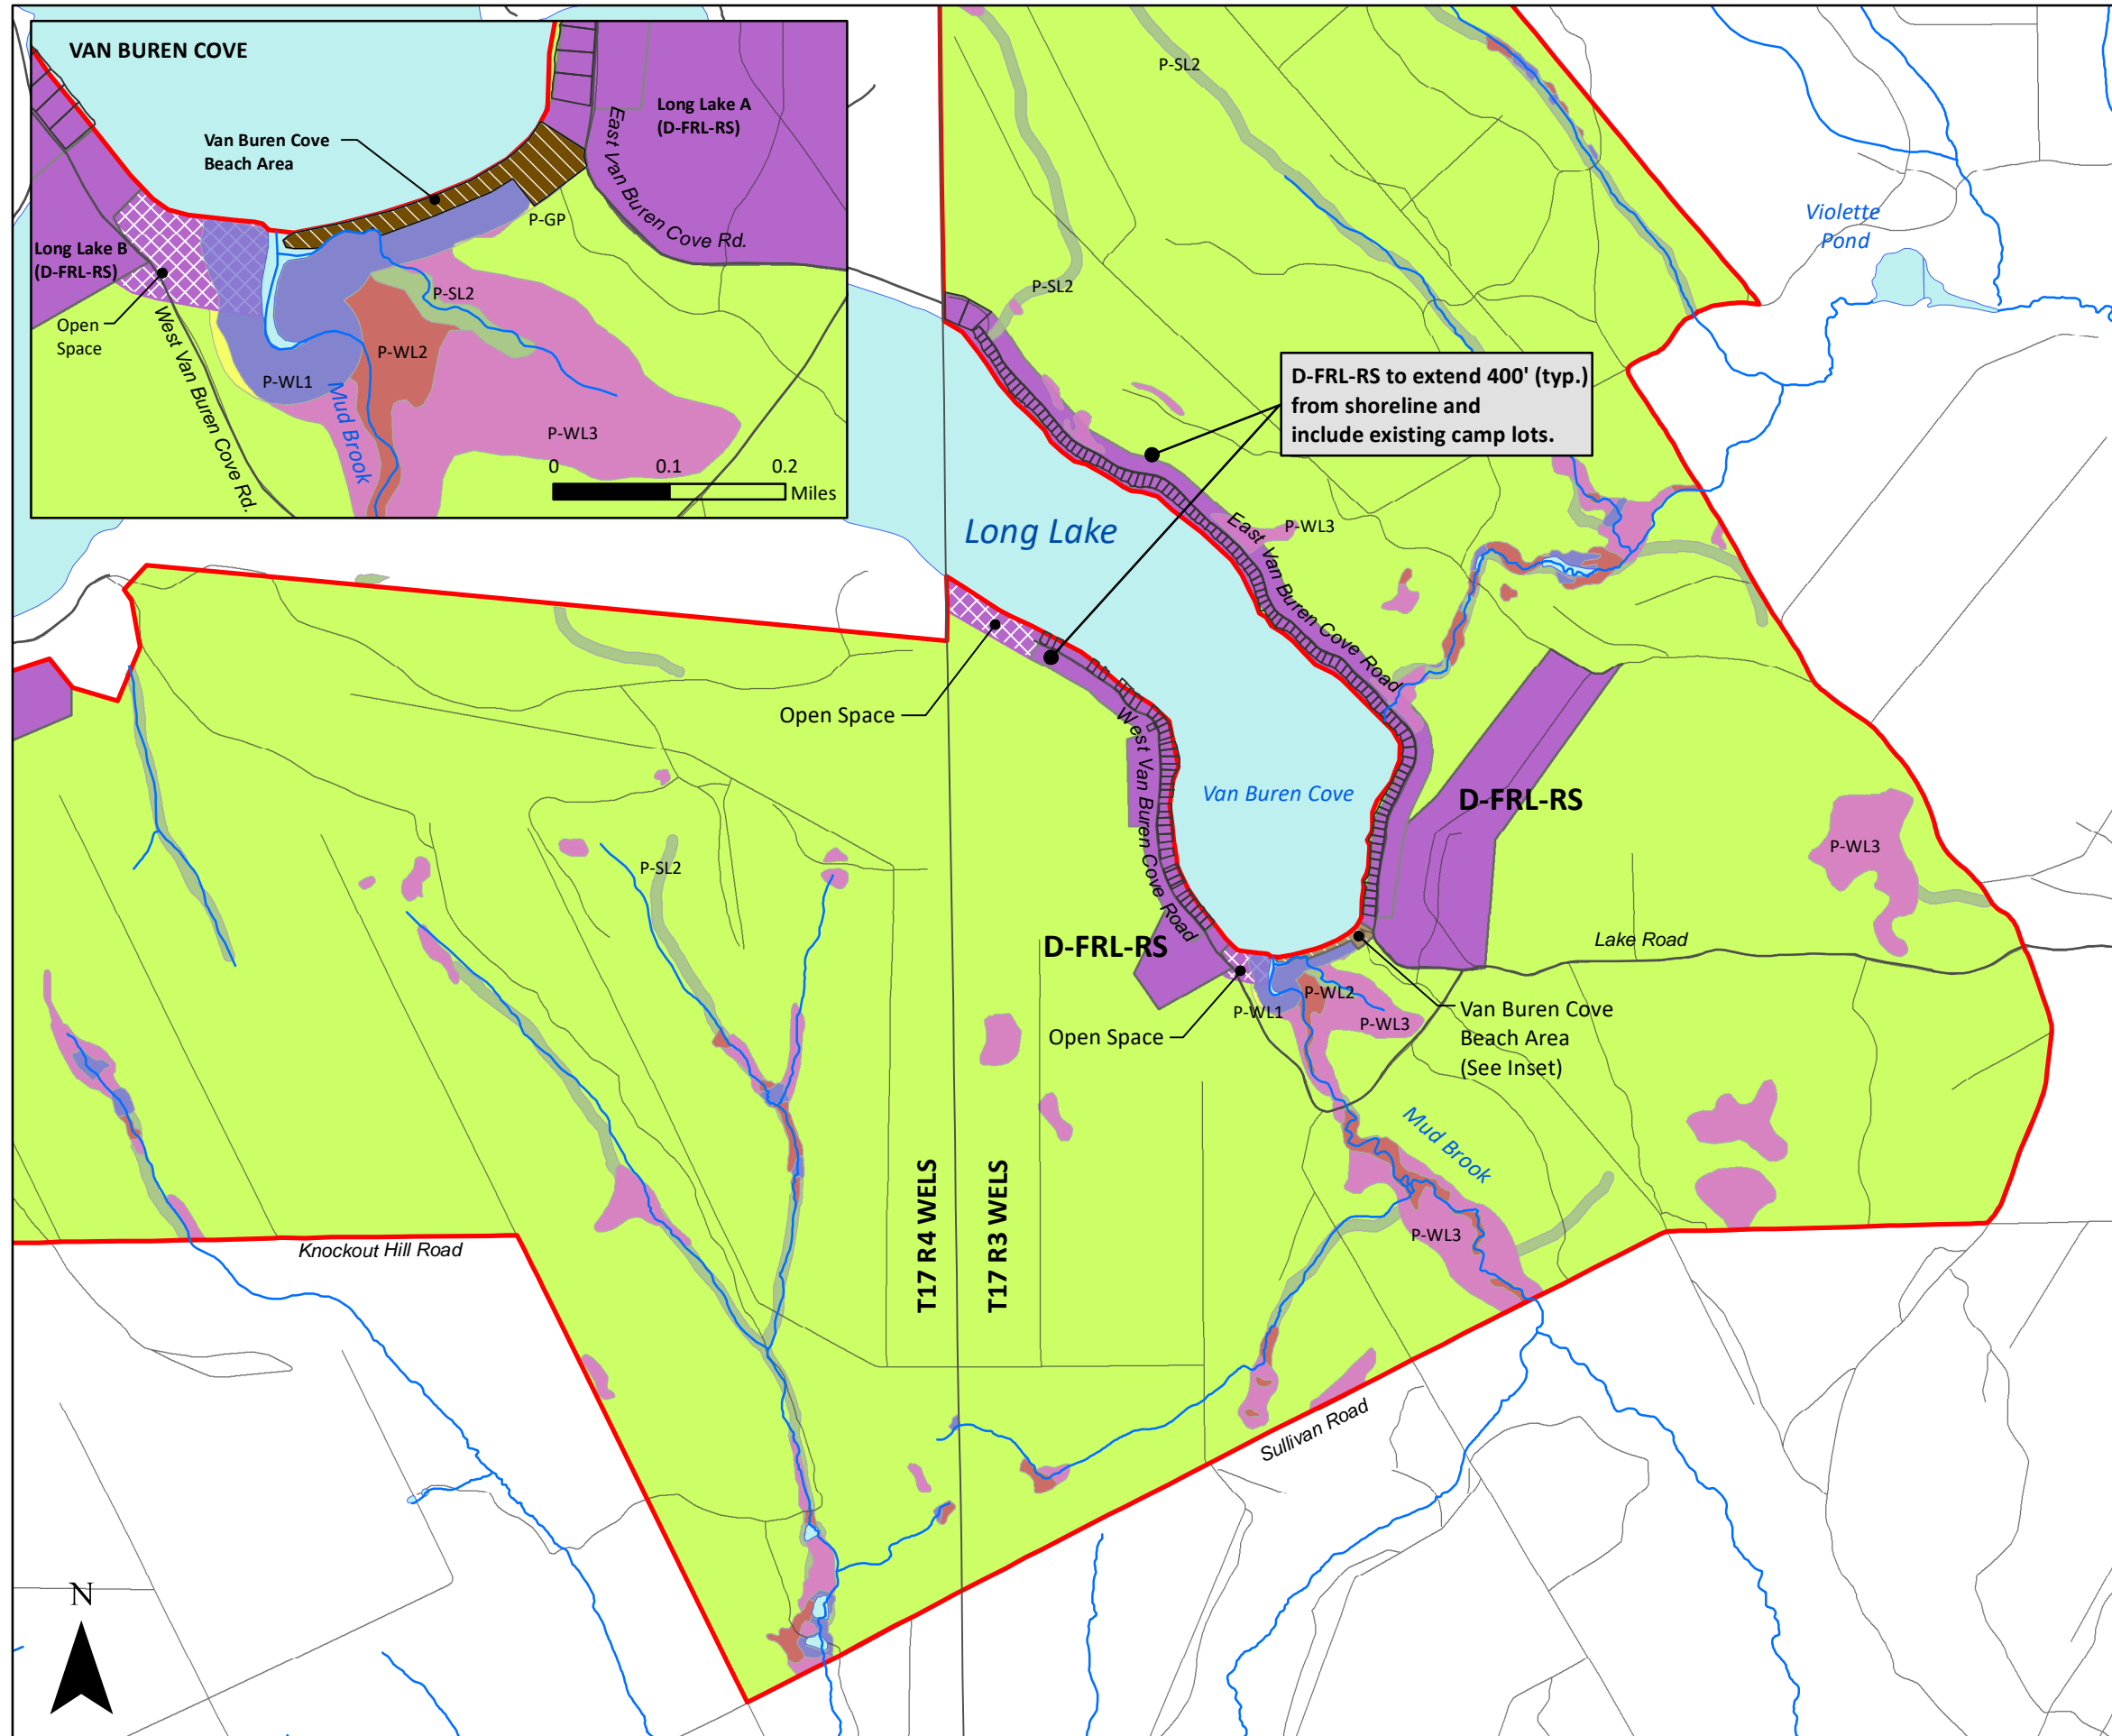 VAN BUREN COVE
Van Buren Cove
Beach Area
Long Lake A
(D-FRL-RS)
East Van Buren Cove Rd.
P-GP
Long Lake B
(D-FRL-RS)
Open
Space
West Van Buren Cove Rd.
P-SL2
P-WL2
P-WL1
Mud Brook
P-WL3
0
0.1
0.2
Miles
P-SL2
P-SL2
Violette
Pond
D-FRL-RS to extend 400' (typ.)
from shoreline and
include existing camp lots.
Long Lake
P-WL3
East Van Buren Cove Road
Open Space
West Van Buren Cove Road
Van Buren Cove
D-FRL-RS
P-WL3
P-SL2
D-FRL-RS
Lake Road
P-WL2
P-WL1
P-WL3
Open Space
Van Buren Cove
Beach Area
(See Inset)
Mud Brook
P-WL3
T17 R4 WELS
T17 R3 WELS
Knockout Hill Road
Sullivan Road
N